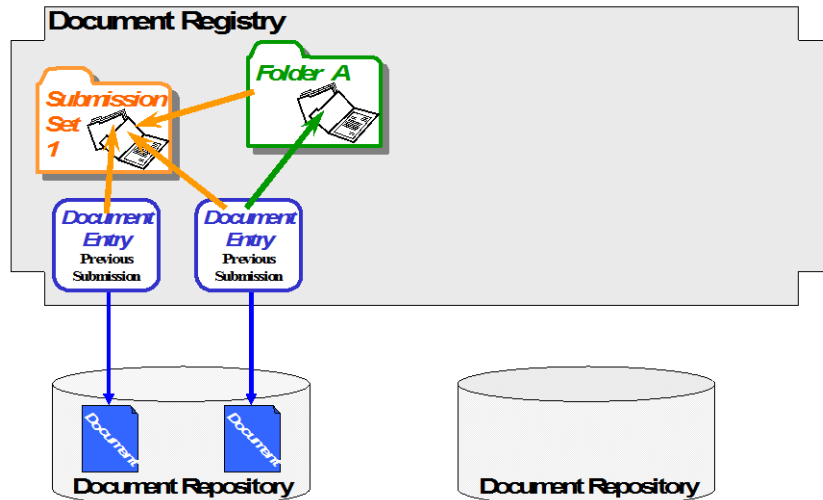 Document Registry
Folder A
Submission
Set
1
Document
Entry
Previous
Submission
Document
Entry
Previous
Submission
Document
Document
Document Repository
Document Repository